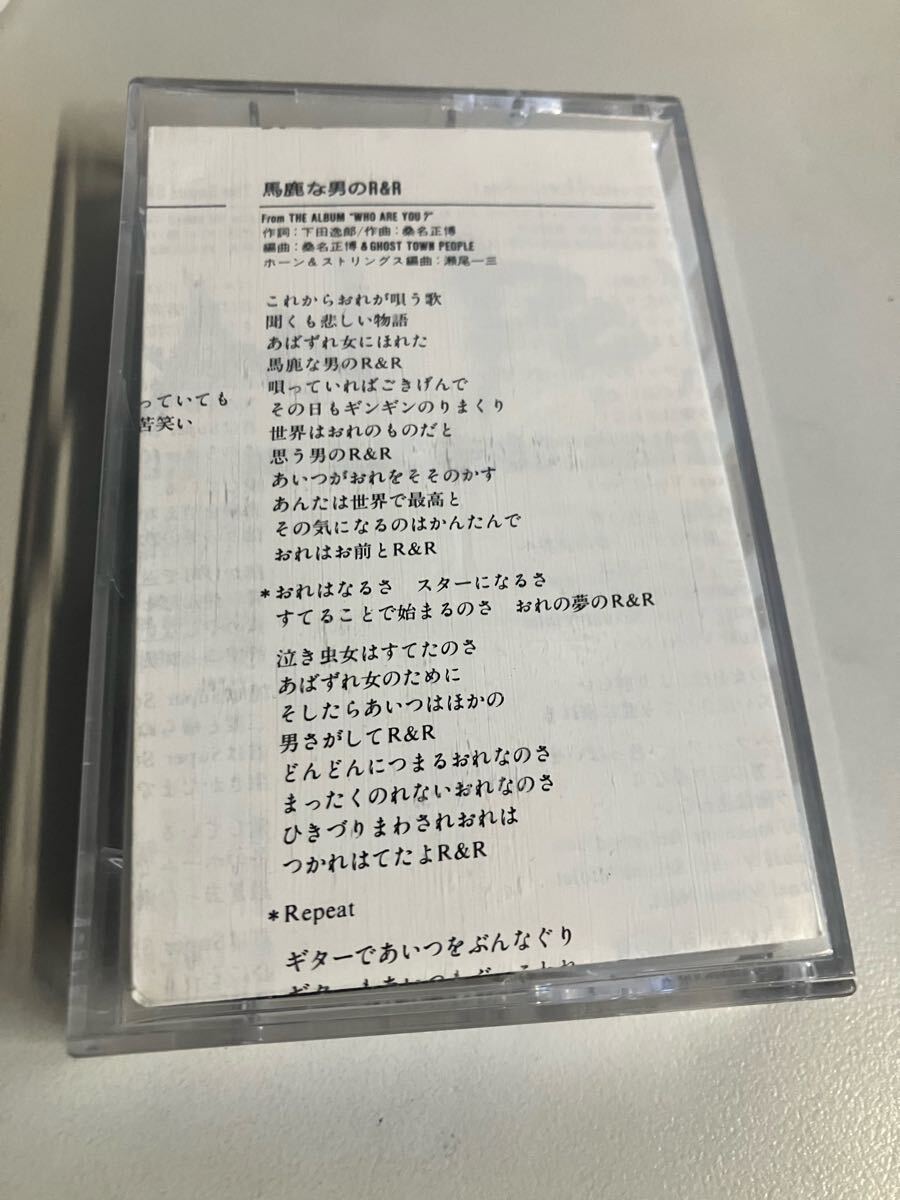 馬鹿な男のR&R
From THE ALBUM "WHO ARE YOU?"
作詞：下田逸郎/作曲：桑名正博
編曲：桑名正博&GHOST TOWN PEOPLE
ホーン&ストリングス編曲：瀬尾一三
これからおれが唄う歌
聞くも悲しい物語
あばずれ女にほれた
馬鹿な男のR&R
唄っていればごきげんで
その日もギンギンのりまくり
世界はおれのものだと
思う男のR&R
あいつがおれをそそのかす
あんたは世界で最高と
その気になるのはかんたんで
おれはお前とR&R
*おれはなるさ　スターになるさ
すてることで始まるのさ　おれの夢のR&R
泣き虫女はすてたのさ
あばずれ女のために
そしたらあいつはほかの
男さがしてR&R
どんどんにつまるおれなのさ
まったくのれないおれなのさ
ひきづりまわされおれは
つかれはてたよR&R
*Repeat
ギターであいつをぶんなぐり
っていても
苦笑い